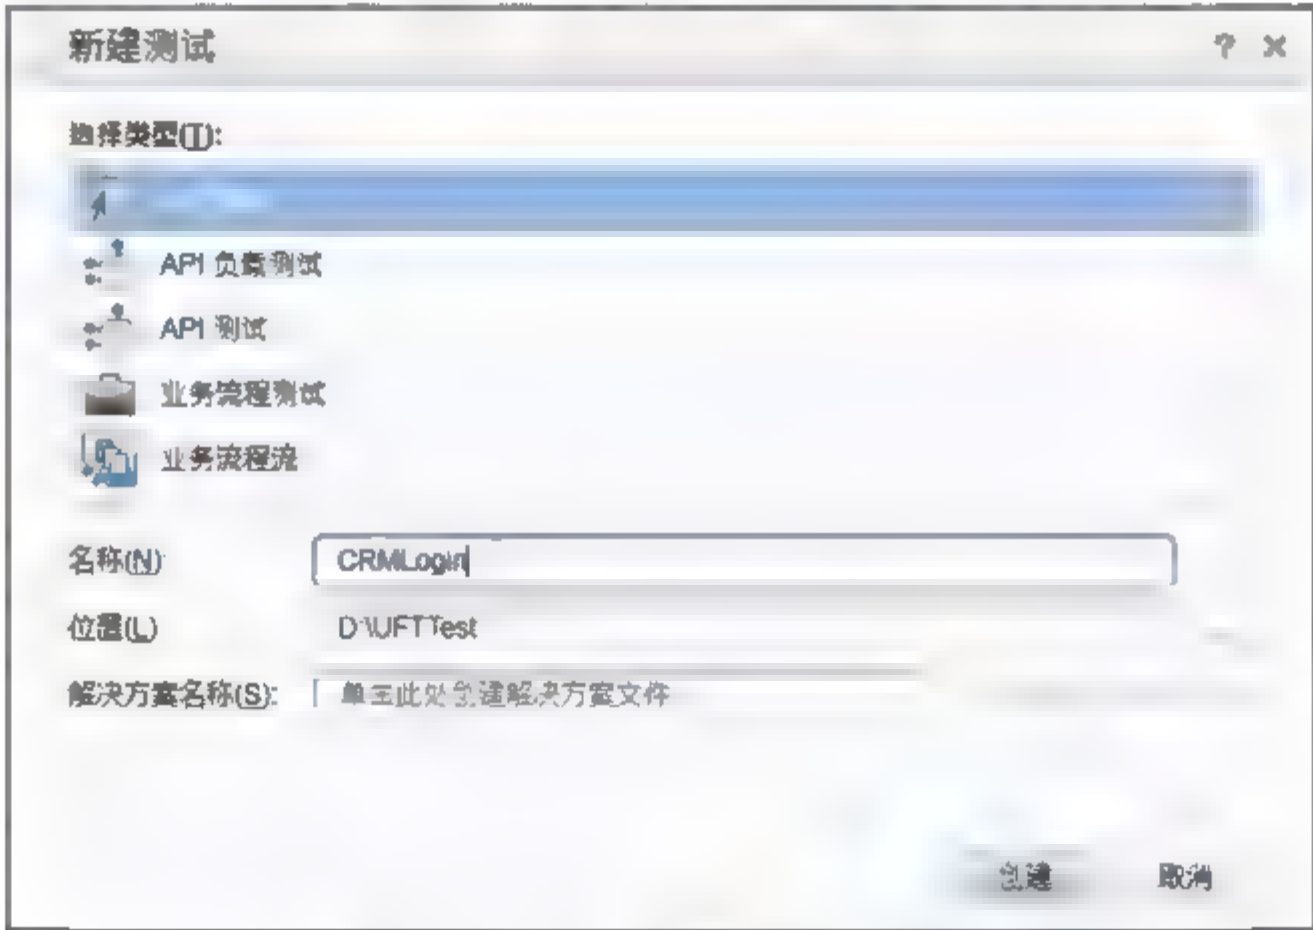 新建测试
? ×
选择类型(T):
API 负载测试
API 测试
业务流程测试
业务流程流
名称(N)
CRMLogin
位置(L)
D:\UFTTest
解决方案名称(S):
单击此处创建解决方案文件
创建
取消